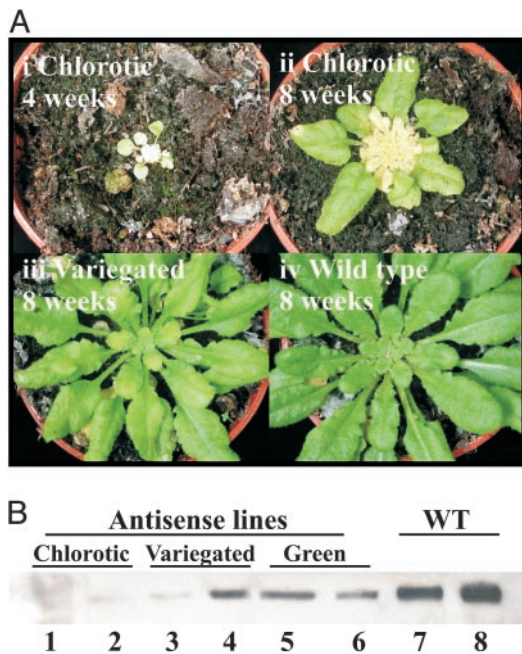 A
i Chlorotic
4 weeks
ii Chlorotic
8 weeks
iii Variegated
8 weeks
iv Wild type
8 weeks
B
Antisense lines WT
Chlorotic Variegated Green
1 2 3 4 5 6 7 8